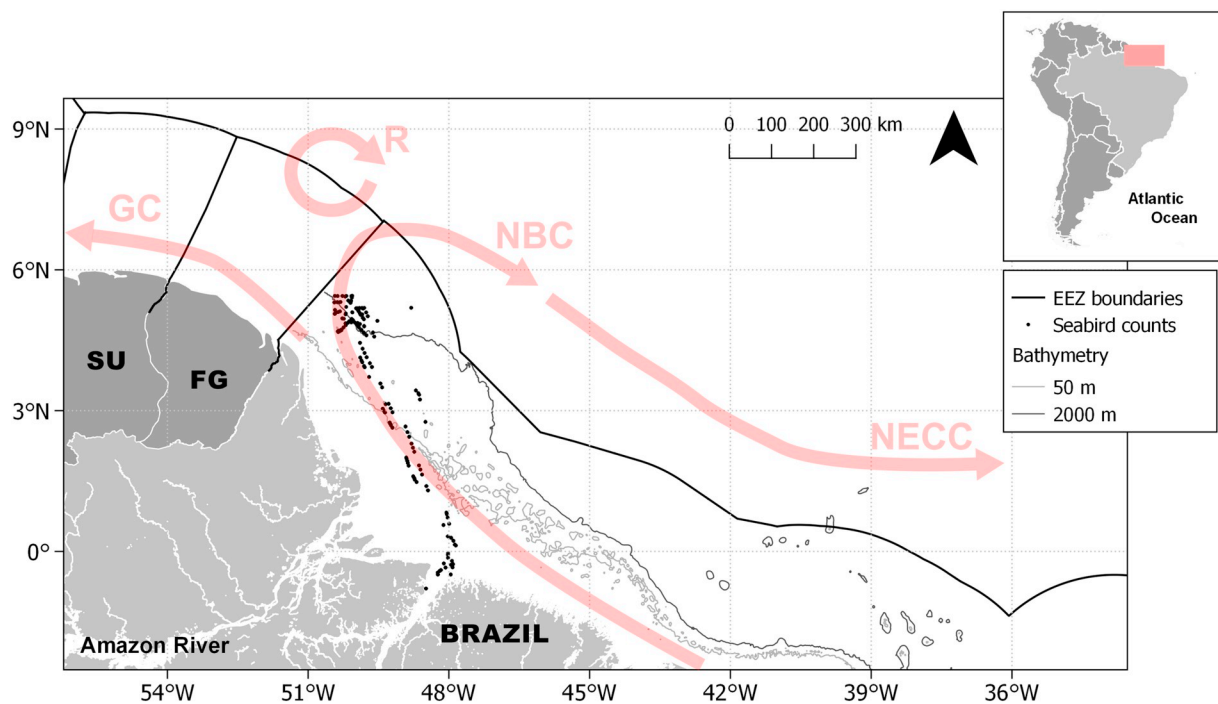 Atlantic
Ocean
0 100 200 300 km
R
GC
NBC
NECC
SU
FG
BRAZIL
Amazon River
EEZ boundaries
Seabird counts
Bathymetry
50 m
2000 m
9°N
6°N
3°N
0°
54°W 51°W 48°W 45°W 42°W 39°W 36°W